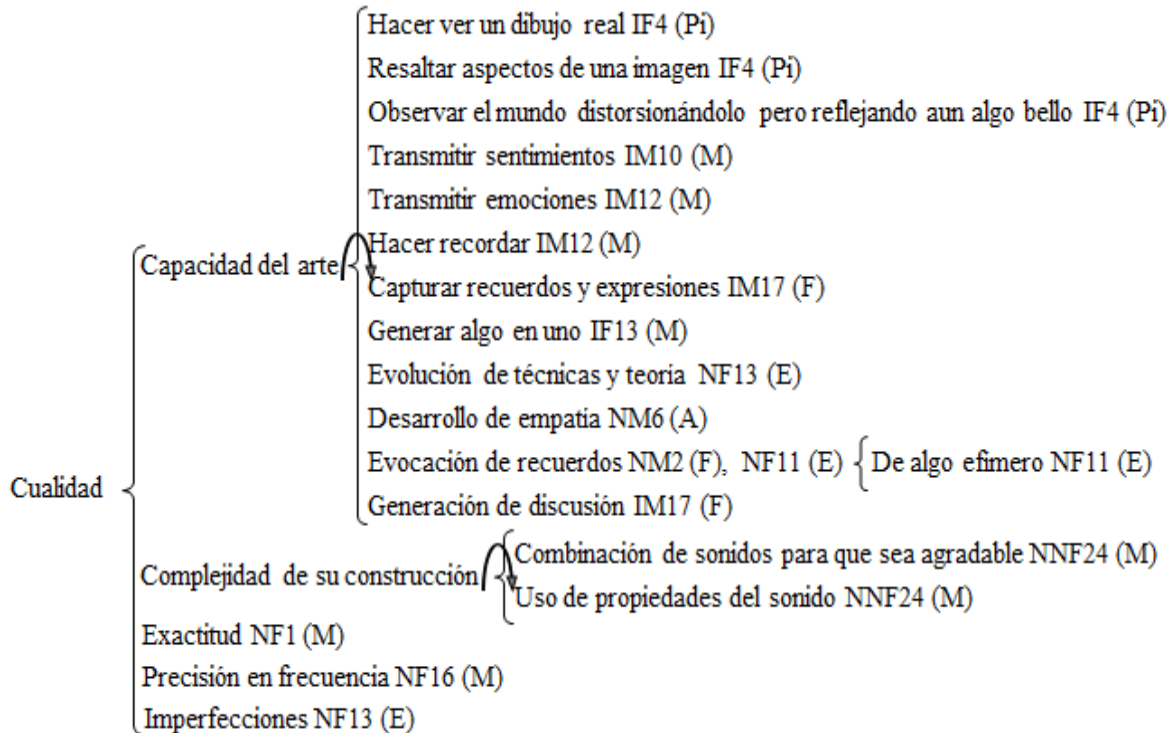 Hacer ver un dibujo real IF4 (Pi)
Resaltar aspectos de una imagen IF4 (Pi)
Observar el mundo distorsionándolo pero reflejando aun algo bello IF4 (Pi)
Transmitir sentimientos IM10 (M)
Transmitir emociones IM12 (M)
Hacer recordar IM12 (M)
Capacidad del arte
Capturar recuerdos y expresiones IM17 (F)
Generar algo en uno IF13 (M)
Evolución de técnicas y teoria NF13 (E)
Desarrollo de empatia NM6 (A)
Evocación de recuerdos NM2 (F), NF11 (E) De algo efimero NF11 (E)
Cualidad
Generación de discusión IM17 (F)
Combinación de sonidos para que sea agradable NNF24 (M)
Complejidad de su construcción
Uso de propiedades del sonido NNF24 (M)
Exactitud NF1 (M)
Precisión en frecuencia NF16 (M)
Imperfecciones NF13 (E)